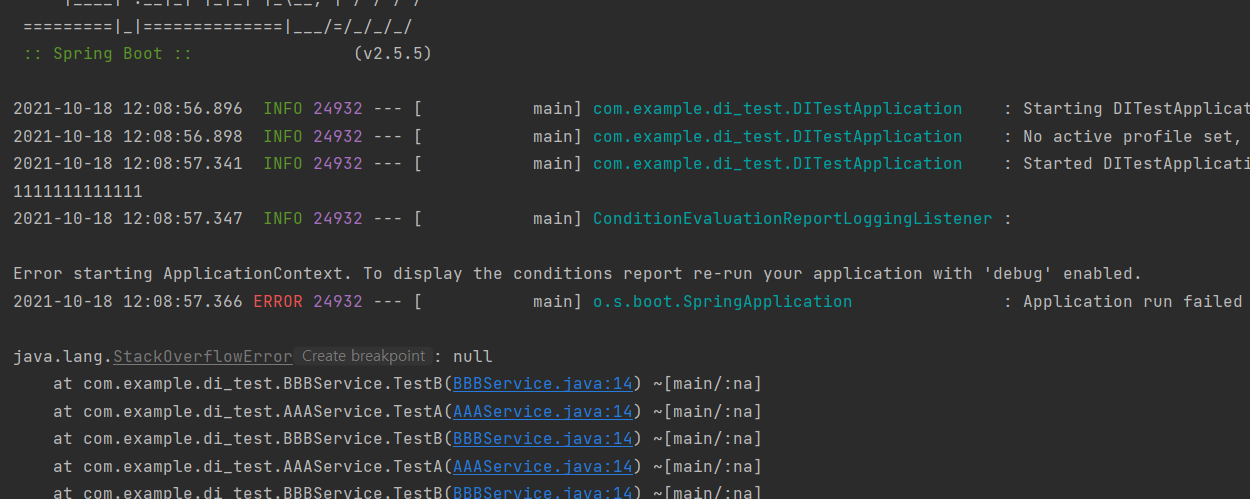 =========|_|==============|___/=/_/_/_/
:: Spring Boot ::                (v2.5.5)
2021-10-18 12:08:56.896  INFO 24932 --- [           main] com.example.di_test.DITestApplication    : Starting DITestApplicat
2021-10-18 12:08:56.898  INFO 24932 --- [           main] com.example.di_test.DITestApplication    : No active profile set,
2021-10-18 12:08:57.341  INFO 24932 --- [           main] com.example.di_test.DITestApplication    : Started DITestApplicati
1111111111111
2021-10-18 12:08:57.347  INFO 24932 --- [           main] ConditionEvaluationReportLoggingListener :
Error starting ApplicationContext. To display the conditions report re-run your application with 'debug' enabled.
2021-10-18 12:08:57.366 ERROR 24932 --- [           main] o.s.boot.SpringApplication               : Application run failed
java.lang.StackOverflowError Create breakpoint : null
    at com.example.di_test.BBBService.TestB(BBBService.java:14) ~[main/:na]
    at com.example.di_test.AAAService.TestA(AAAService.java:14) ~[main/:na]
    at com.example.di_test.BBBService.TestB(BBBService.java:14) ~[main/:na]
    at com.example.di_test.AAAService.TestA(AAAService.java:14) ~[main/:na]
    at com.example.di_test.BBBService.TestB(BBBService.java:14) ~[main/:na]